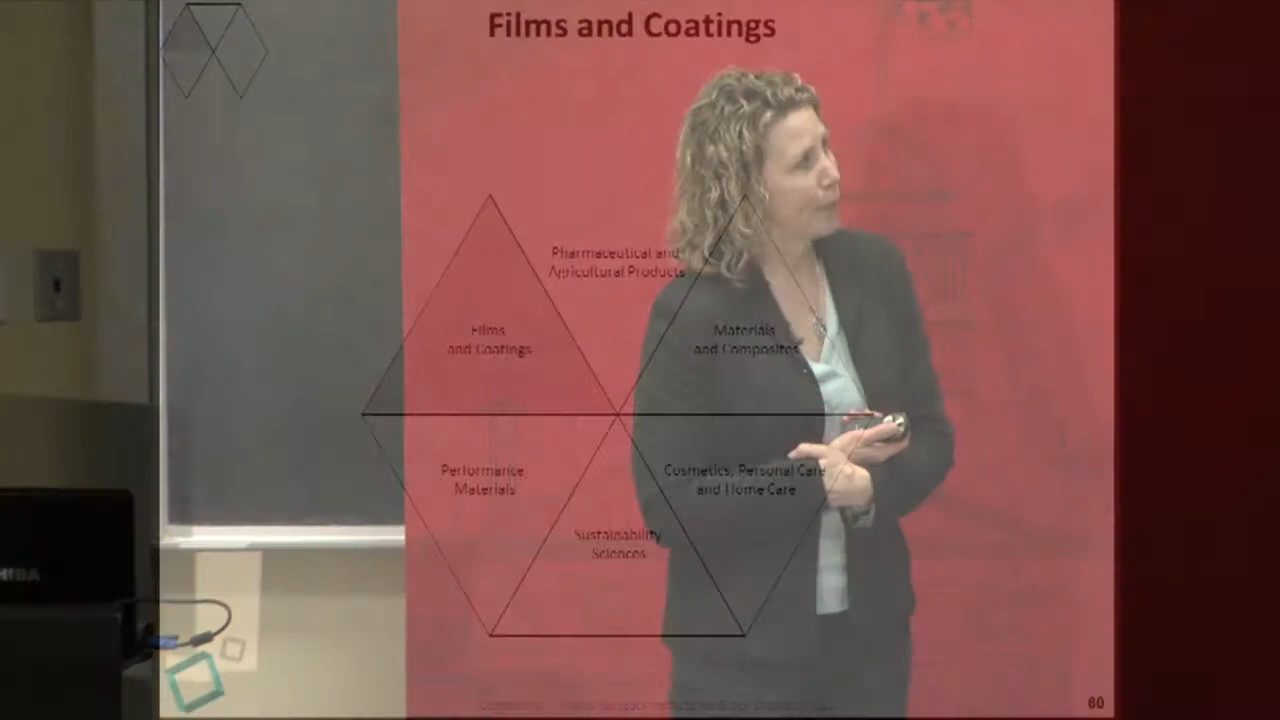 Films and Coatings
Pharmaceutical and
Agricultural Products
Films
and Coatings
Materials
and Composites
Performance
Materials
Cosmetics, Personal Care
and Home Care
Sustainability
Sciences
60